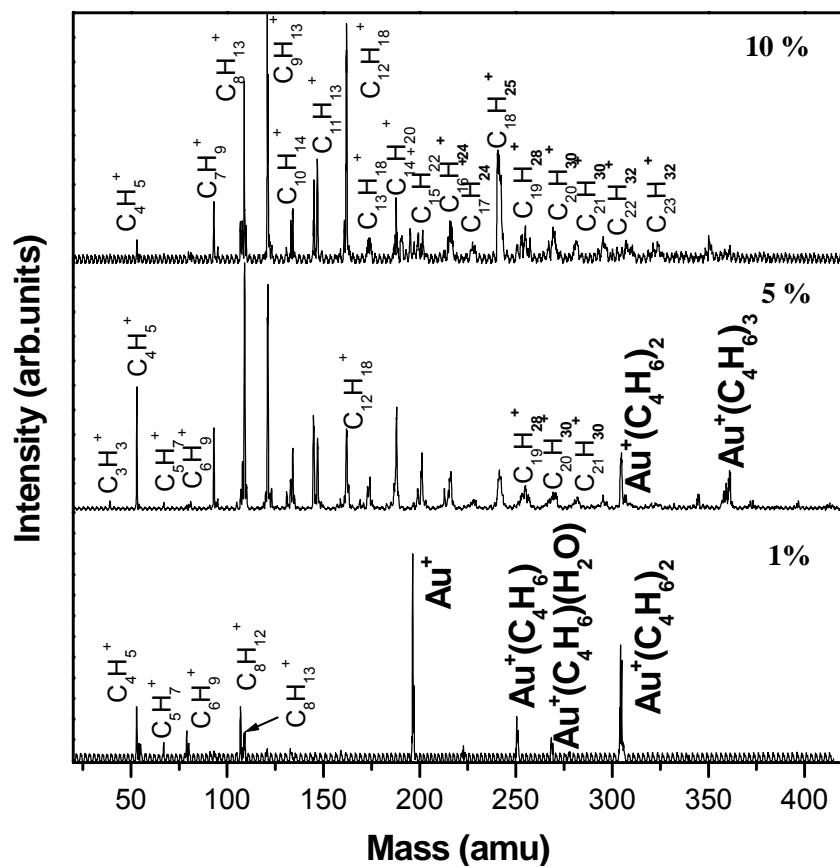 10 %
C4H5+
C7H9+
C8H13+
C9H13+
C10H14+
C11H13+
C12H18+
C13H18+
C14H20+
C15H22+
C16H24+
C17H24+
C18H25+
C19H28+
C20H30+
C21H30+
C22H32+
C23H32+
5 %
C3H3+
C4H5+
C5H7+
C6H9+
C12H18+
C19H28+
C20H30+
C21H30+
Au+(C4H6)2
Au+(C4H6)3
1%
C4H5+
C5H7+
C6H9+
C8H12+
C8H13+
Au+
Au+(C4H6)
Au+(C4H6)(H2O)
Au+(C4H6)2
Intensity (arb.units)
50 100 150 200 250 300 350 400
Mass (amu)